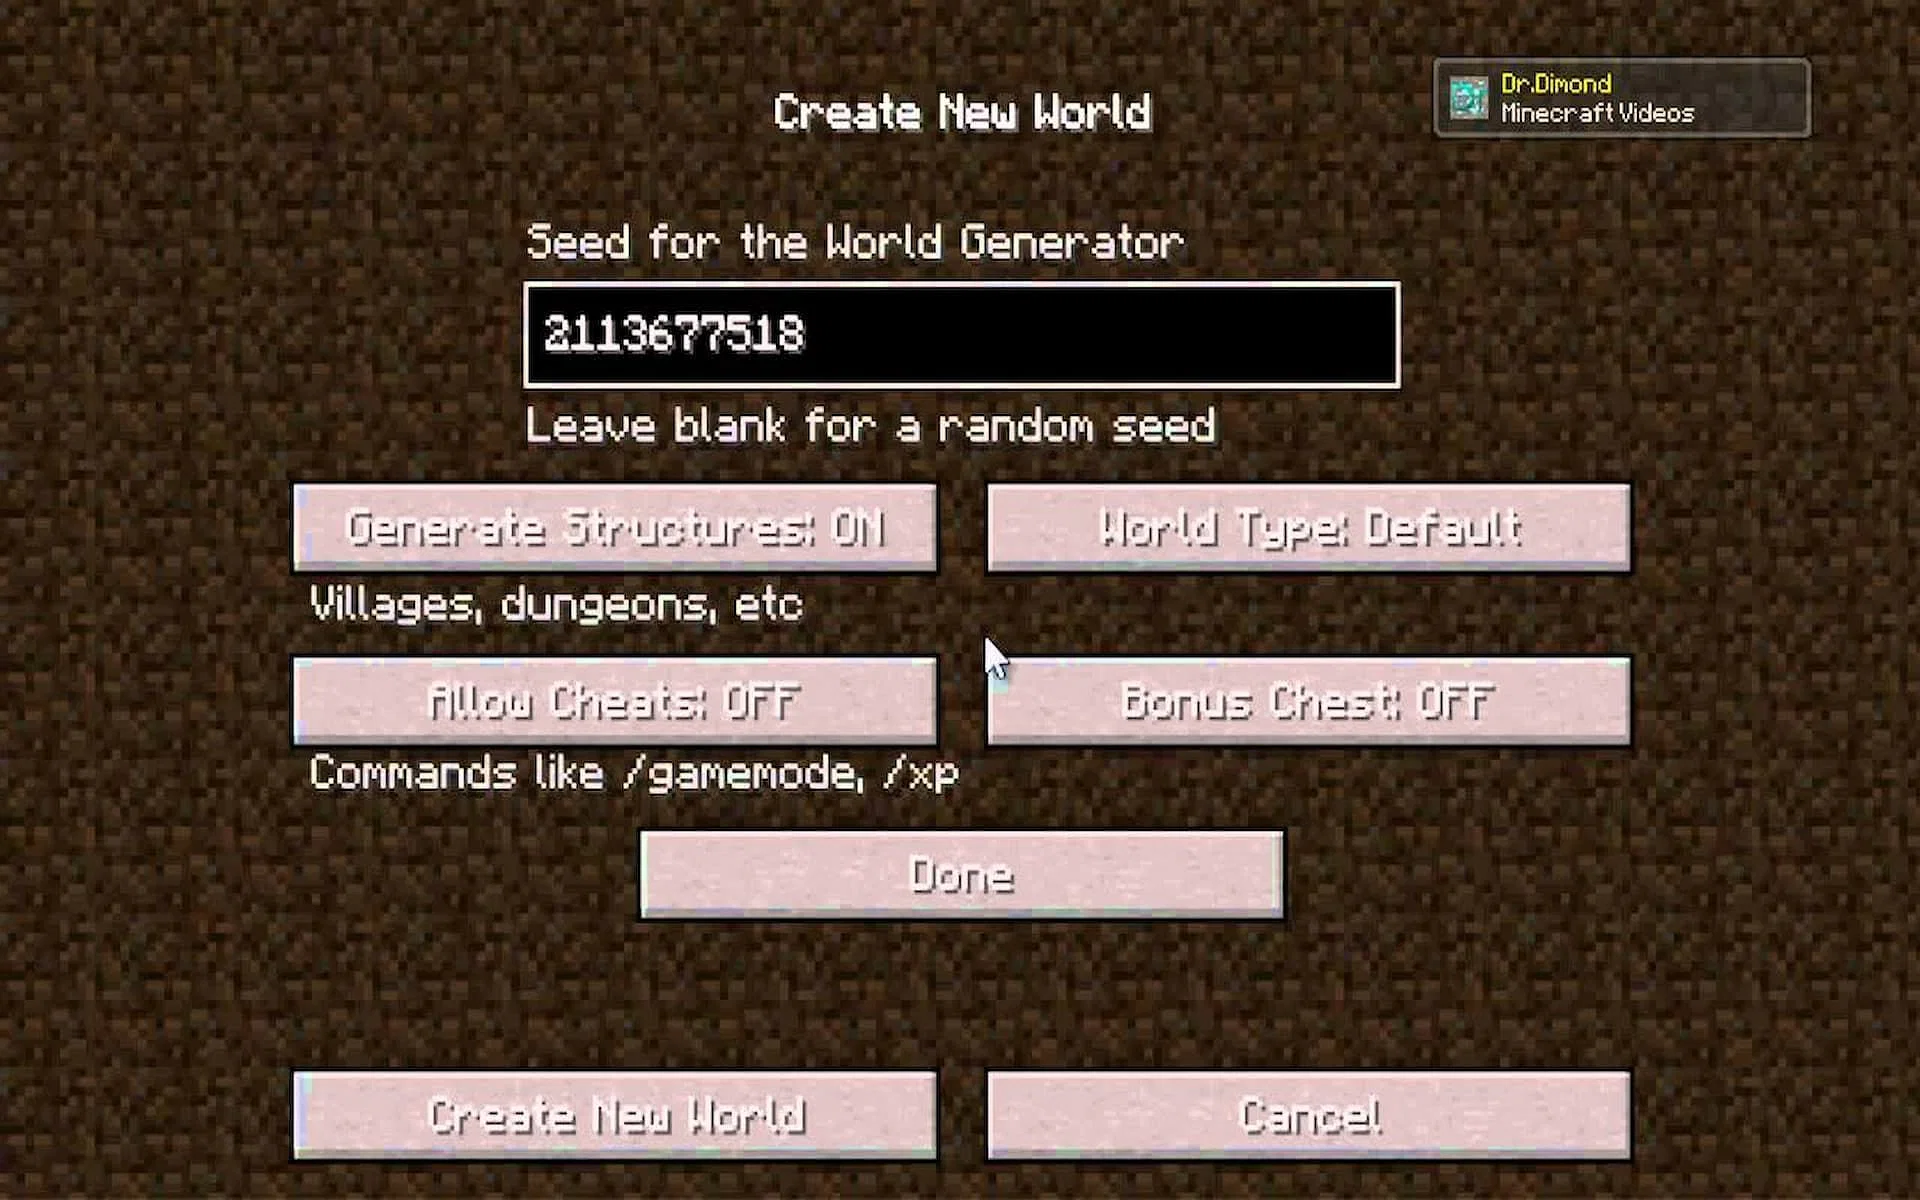 Create New World
Dr.Dimond
Minecraft Videos
Seed for the World Generator
2113677518
Leave blank for a random seed
Generate Structures: ON
World Type: Default
Villages, dungeons, etc
Allow Cheats: OFF
Bonus Chest: OFF
Commands like /gamemode, /xp
Done
Create New World
Cancel